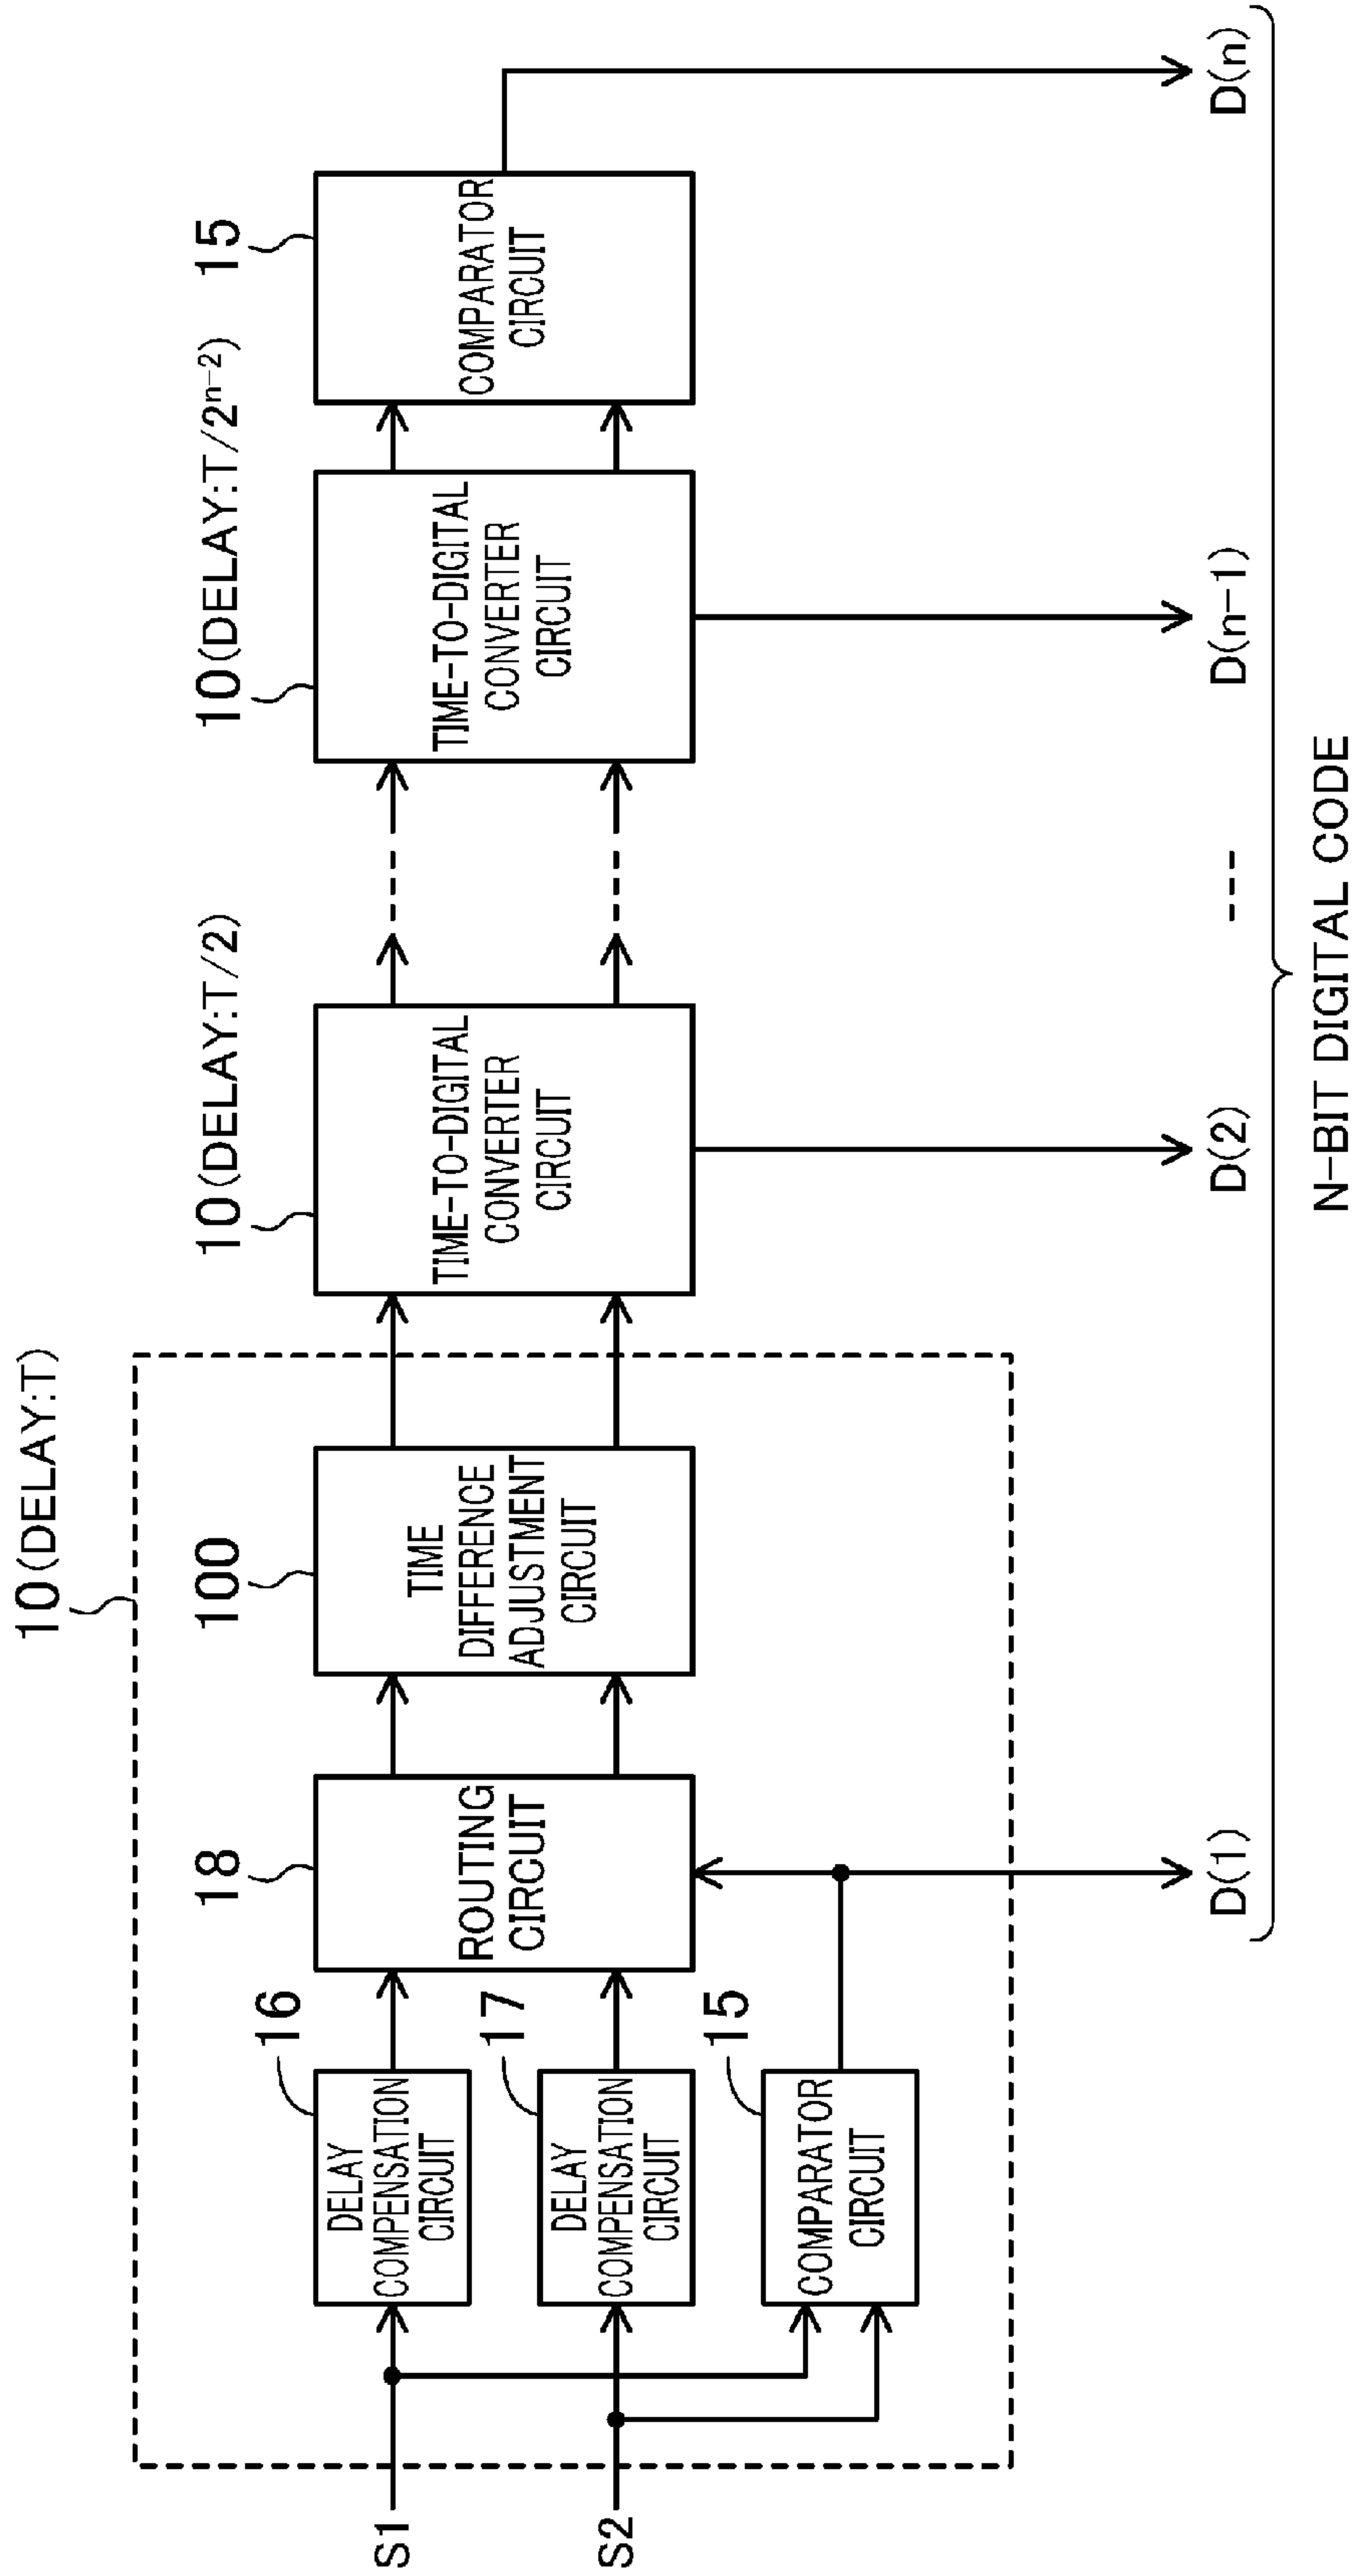 10(DELAY:T)
10(DELAY:T/2)
10(DELAY:T/2ⁿ⁻²)
15
100
18
16
17
15
S1
S2
DELAY
COMPENSATION
CIRCUIT
DELAY
COMPENSATION
CIRCUIT
COMPARATOR
CIRCUIT
ROUTING
CIRCUIT
TIME
DIFFERENCE
ADJUSTMENT
CIRCUIT
TIME-TO-DIGITAL
CONVERTER
CIRCUIT
TIME-TO-DIGITAL
CONVERTER
CIRCUIT
COMPARATOR
CIRCUIT
D(1)
D(2)
D(n-1)
D(n)
N-BIT DIGITAL CODE